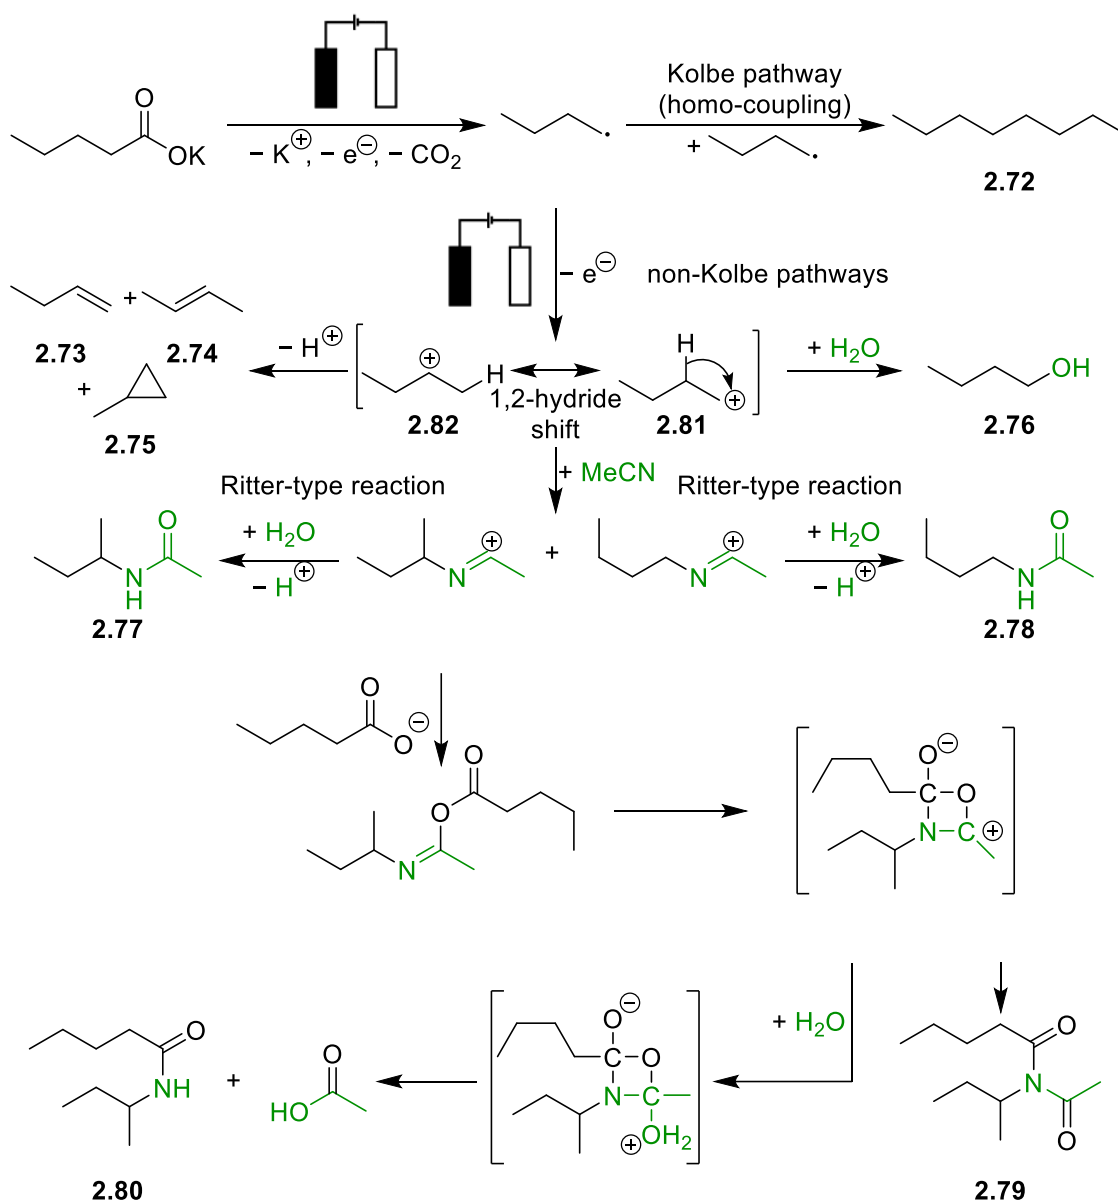 O
OK
− K⊕, − e⊖, − CO2
Kolbe pathway
(homo-coupling)
+
2.72
− e⊖
non-Kolbe pathways
+
2.73
2.74
+
2.75
− H⊕
⊕
H
2.82
1,2-hydride
shift
H
⊕
2.81
+ H2O
OH
2.76
+ MeCN
Ritter-type reaction
Ritter-type reaction
O
N
H
2.77
+ H2O
− H⊕
N
⊕
+
N
⊕
+ H2O
− H⊕
O
N
H
2.78
O
O⊖
O
O
N
O⊖
C
O
N
C⊕
+ H2O
O⊖
C
O
N
C
OH2
⊕
O
NH
2.80
+
O
HO
O
N
O
2.79